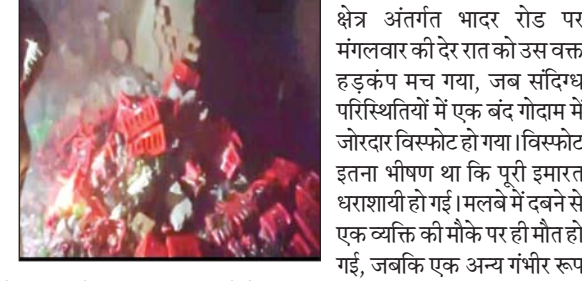 क्षेत्र अंतर्गत भादर रोड पर
मंगलवार की देर रात को उस वक्त
हड़कंप मच गया, जब संदिग्ध
परिस्थितियों में एक बंद गोदाम में
जोरदार विस्फोट हो गया।विस्फोट
इतना भीषण था कि पूरी इमारत
धराशायी हो गई।मलबे में दबने से
एक व्यक्ति की मौके पर ही मौत हो
गई, जबकि एक अन्य गंभीर रूप